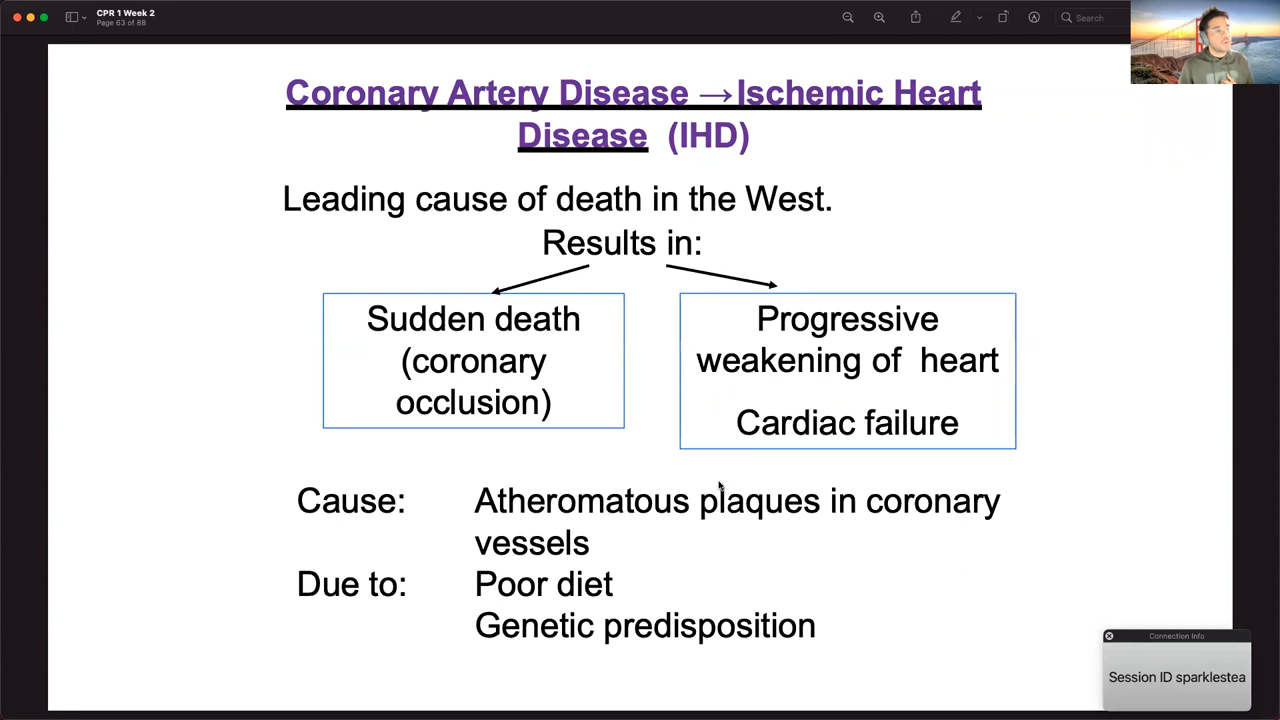 CPR 1 Week 2
Page 63 of 88
Search
Coronary Artery Disease →Ischemic Heart
Disease (IHD)
Leading cause of death in the West.
Results in:
Sudden death
(coronary
occlusion)
Progressive
weakening of heart
Cardiac failure
Cause: Atheromatous plaques in coronary
vessels
Due to: Poor diet
Genetic predisposition
Connection Info
Session ID sparklestea